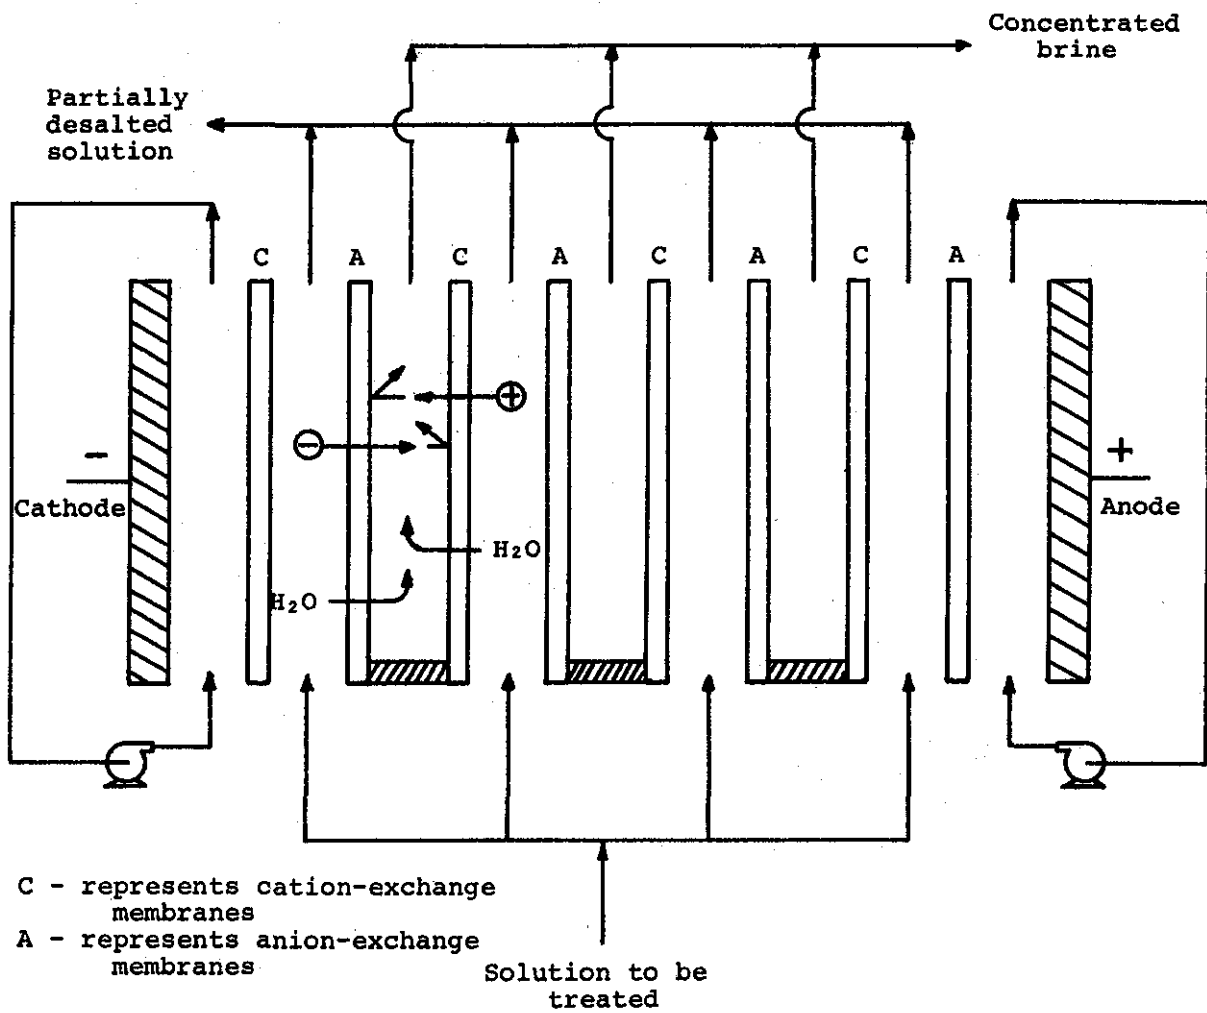 Concentrated
brine
Partially
desalted
solution
C A C A C A C A
+
−
−
+
Cathode
Anode
H₂O
H₂O
C - represents cation-exchange
membranes
A - represents anion-exchange
membranes
Solution to be
treated